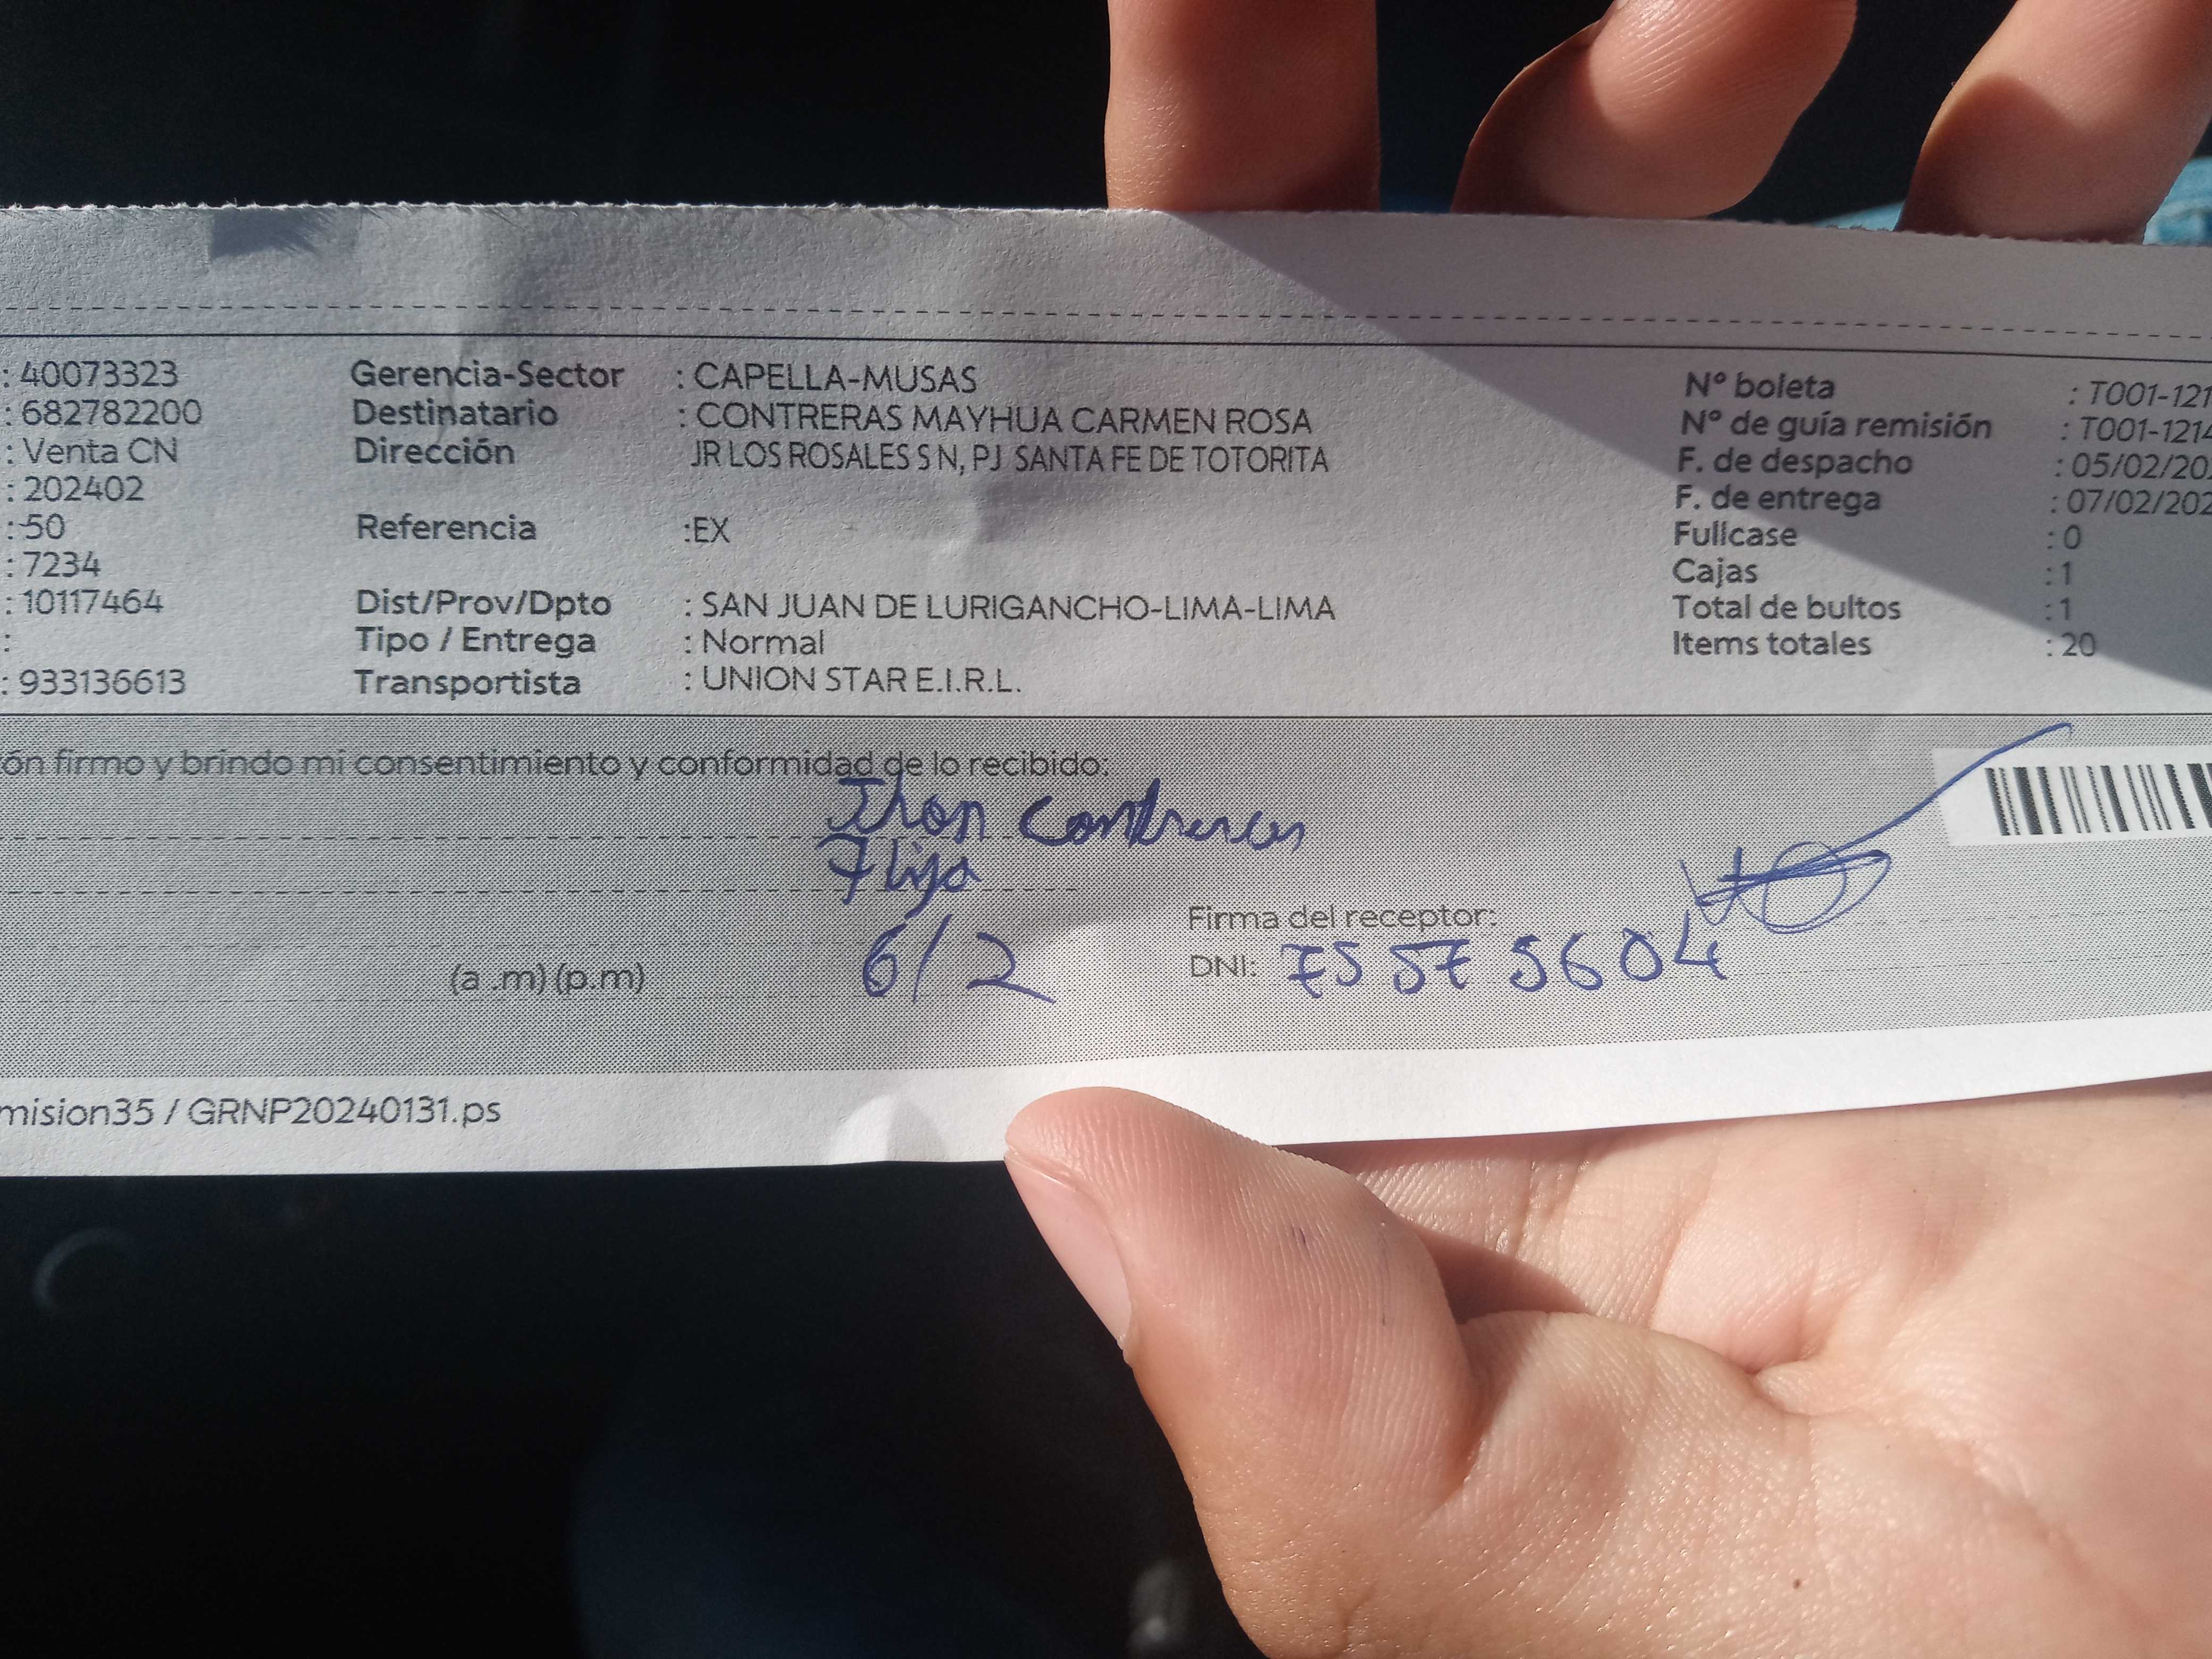 : 40073323
: 682782200
: Venta CN
: 202402
: 50
: 7234
: 10117464
:
: 933136613
Gerencia-Sector : CAPELLA-MUSAS
Destinatario : CONTRERAS MAYHUA CARMEN ROSA
Dirección JR LOS ROSALES S N, PJ SANTA FE DE TOTORITA
Referencia :EX
Dist/Prov/Dpto : SAN JUAN DE LURIGANCHO-LIMA-LIMA
Tipo / Entrega : Normal
Transportista : UNION STAR E.I.R.L.
Nº boleta : T001-121
Nº de guía remisión : T001-1214
F. de despacho : 05/02/202
F. de entrega : 07/02/202
Fullcase : 0
Cajas : 1
Total de bultos : 1
Items totales : 20
ón firmo y brindo mi consentimiento y conformidad de lo recibido:
Jhon Contreras
Firma del receptor:
(a .m) (p.m) 6/2 DNI: 75575604
mision35 / GRNP20240131.ps